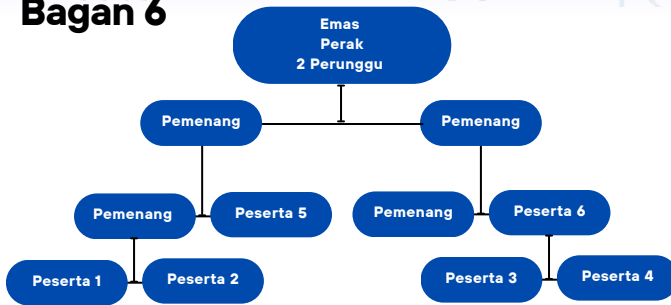 Bagan 6
Emas
Perak
2 Perunggu
Pemenang
Pemenang
Pemenang
Peserta 5
Pemenang
Peserta 6
Peserta 1
Peserta 2
Peserta 3
Peserta 4